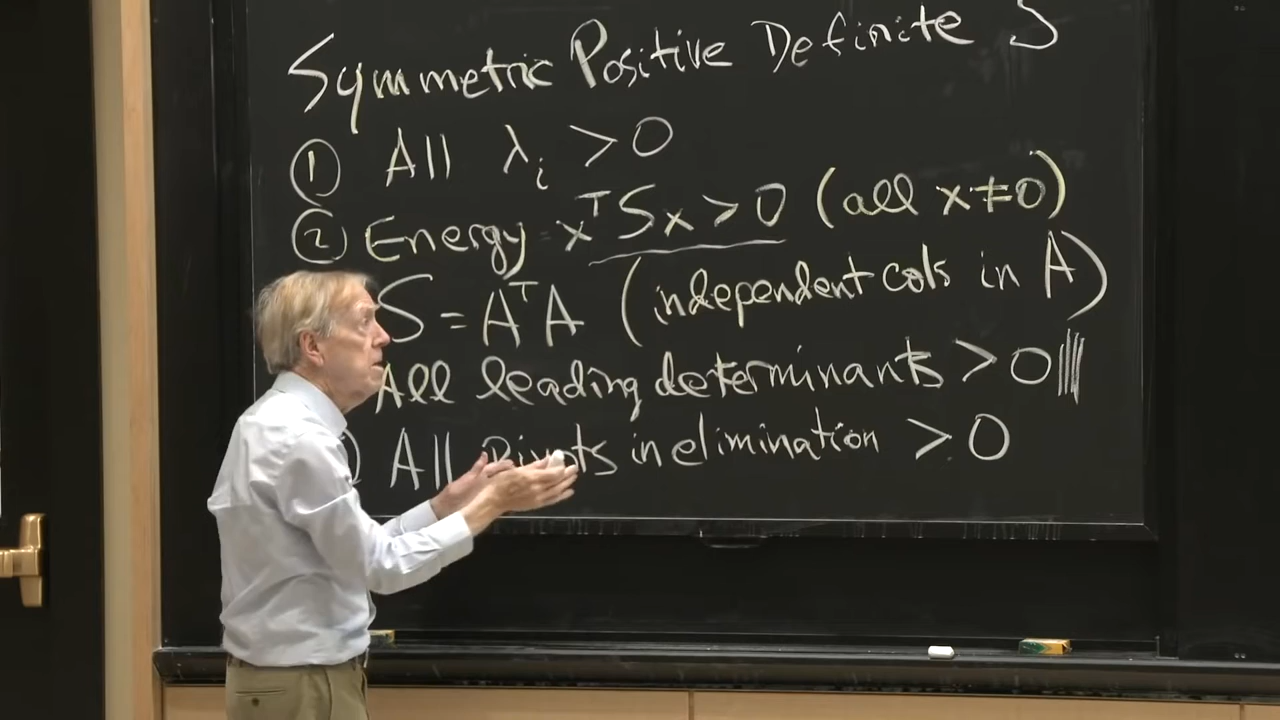 Symmetric Positive Definite S
① All λᵢ > 0
② Energy = xᵀSx > 0 (all x ≠ 0)
S = AᵀA (independent cols in A)
All leading determinants > 0
All Pivots in elimination > 0